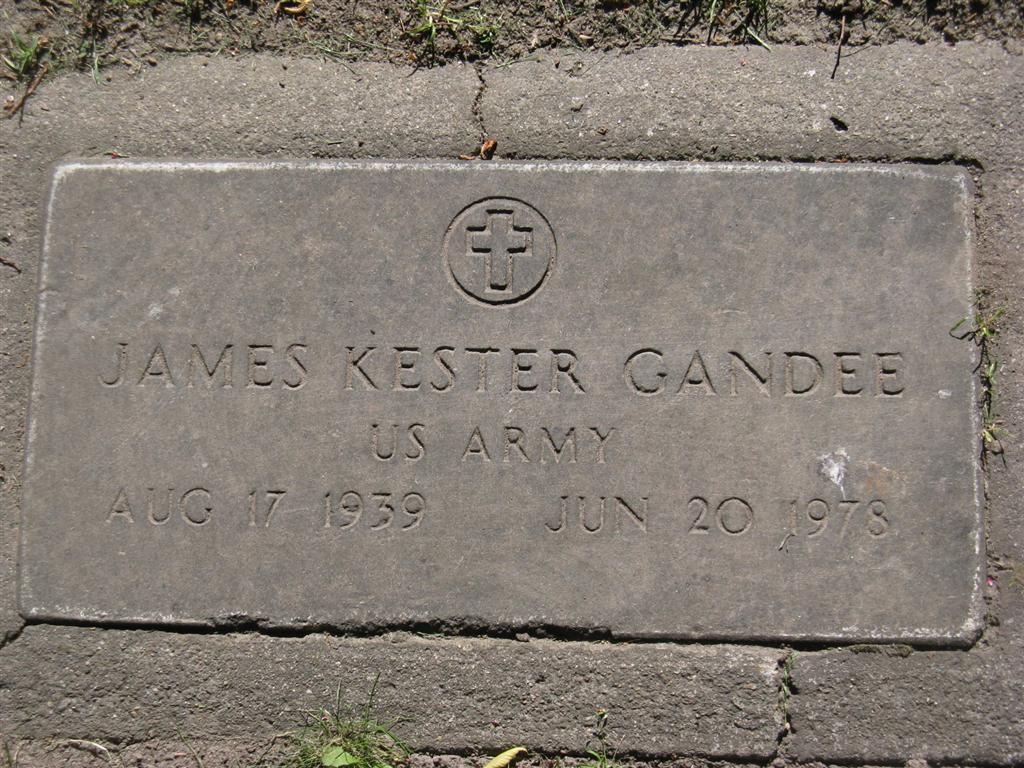 JAMES KESTER GANDEE
US ARMY
AUG 17 1939 JUN 20 1978